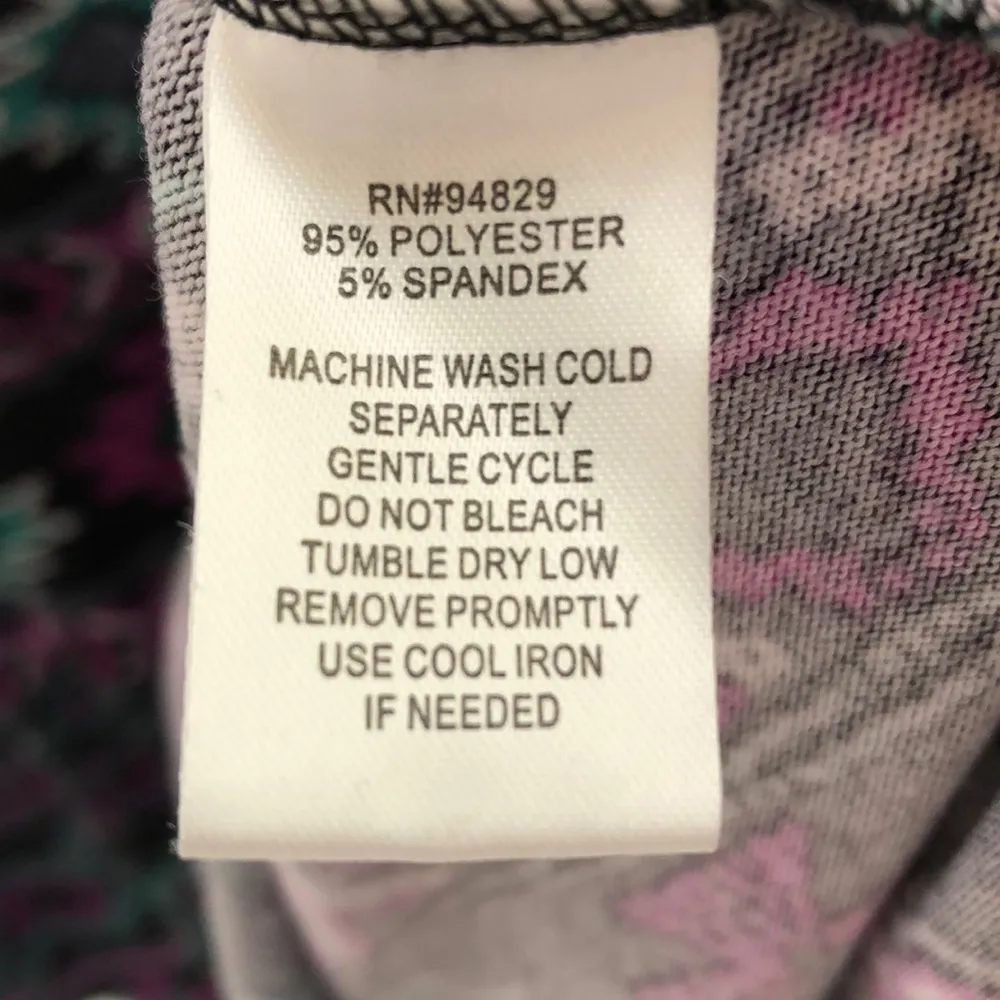 RN#94829
95% POLYESTER
5% SPANDEX
MACHINE WASH COLD
SEPARATELY
GENTLE CYCLE
DO NOT BLEACH
TUMBLE DRY LOW
REMOVE PROMPTLY
USE COOL IRON
IF NEEDED